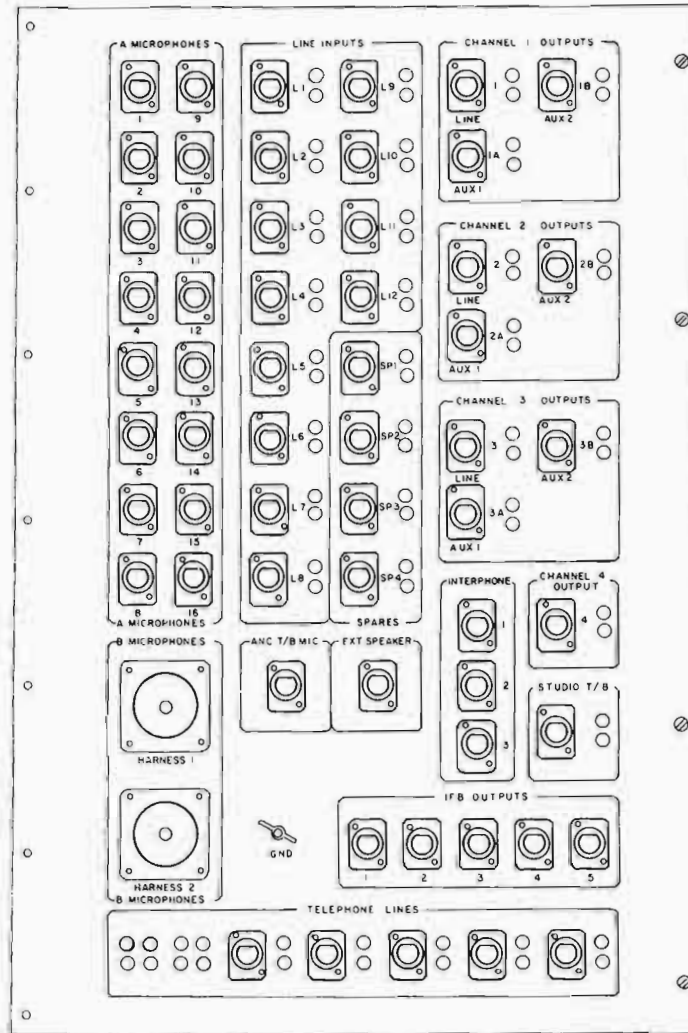 A MICROPHONES
LINE INPUTS
CHANNEL 1 OUTPUTS
1 9
L1 L9
1 1B
LINE AUX 2
2 10
L2 L10
1A
AUX 1
3 11
L3 L11
CHANNEL 2 OUTPUTS
2 2B
LINE AUX 2
4 12
L4 L12
2A
AUX 1
5 13
L5 SP1
CHANNEL 3 OUTPUTS
6 14
L6 SP2
3 3B
LINE AUX 2
7 15
L7 SP3
3A
AUX 1
8 16
L8 SP4
A MICROPHONES
SPARES
INTERPHONE
1
2
3
CHANNEL 4
OUTPUT
4
B MICROPHONES
HARNESS 1
HARNESS 2
B MICROPHONES
ANC T/B MIC
EXT SPEAKER
STUDIO T/B
GND
IFB OUTPUTS
1 2 3 4 5
TELEPHONE LINES